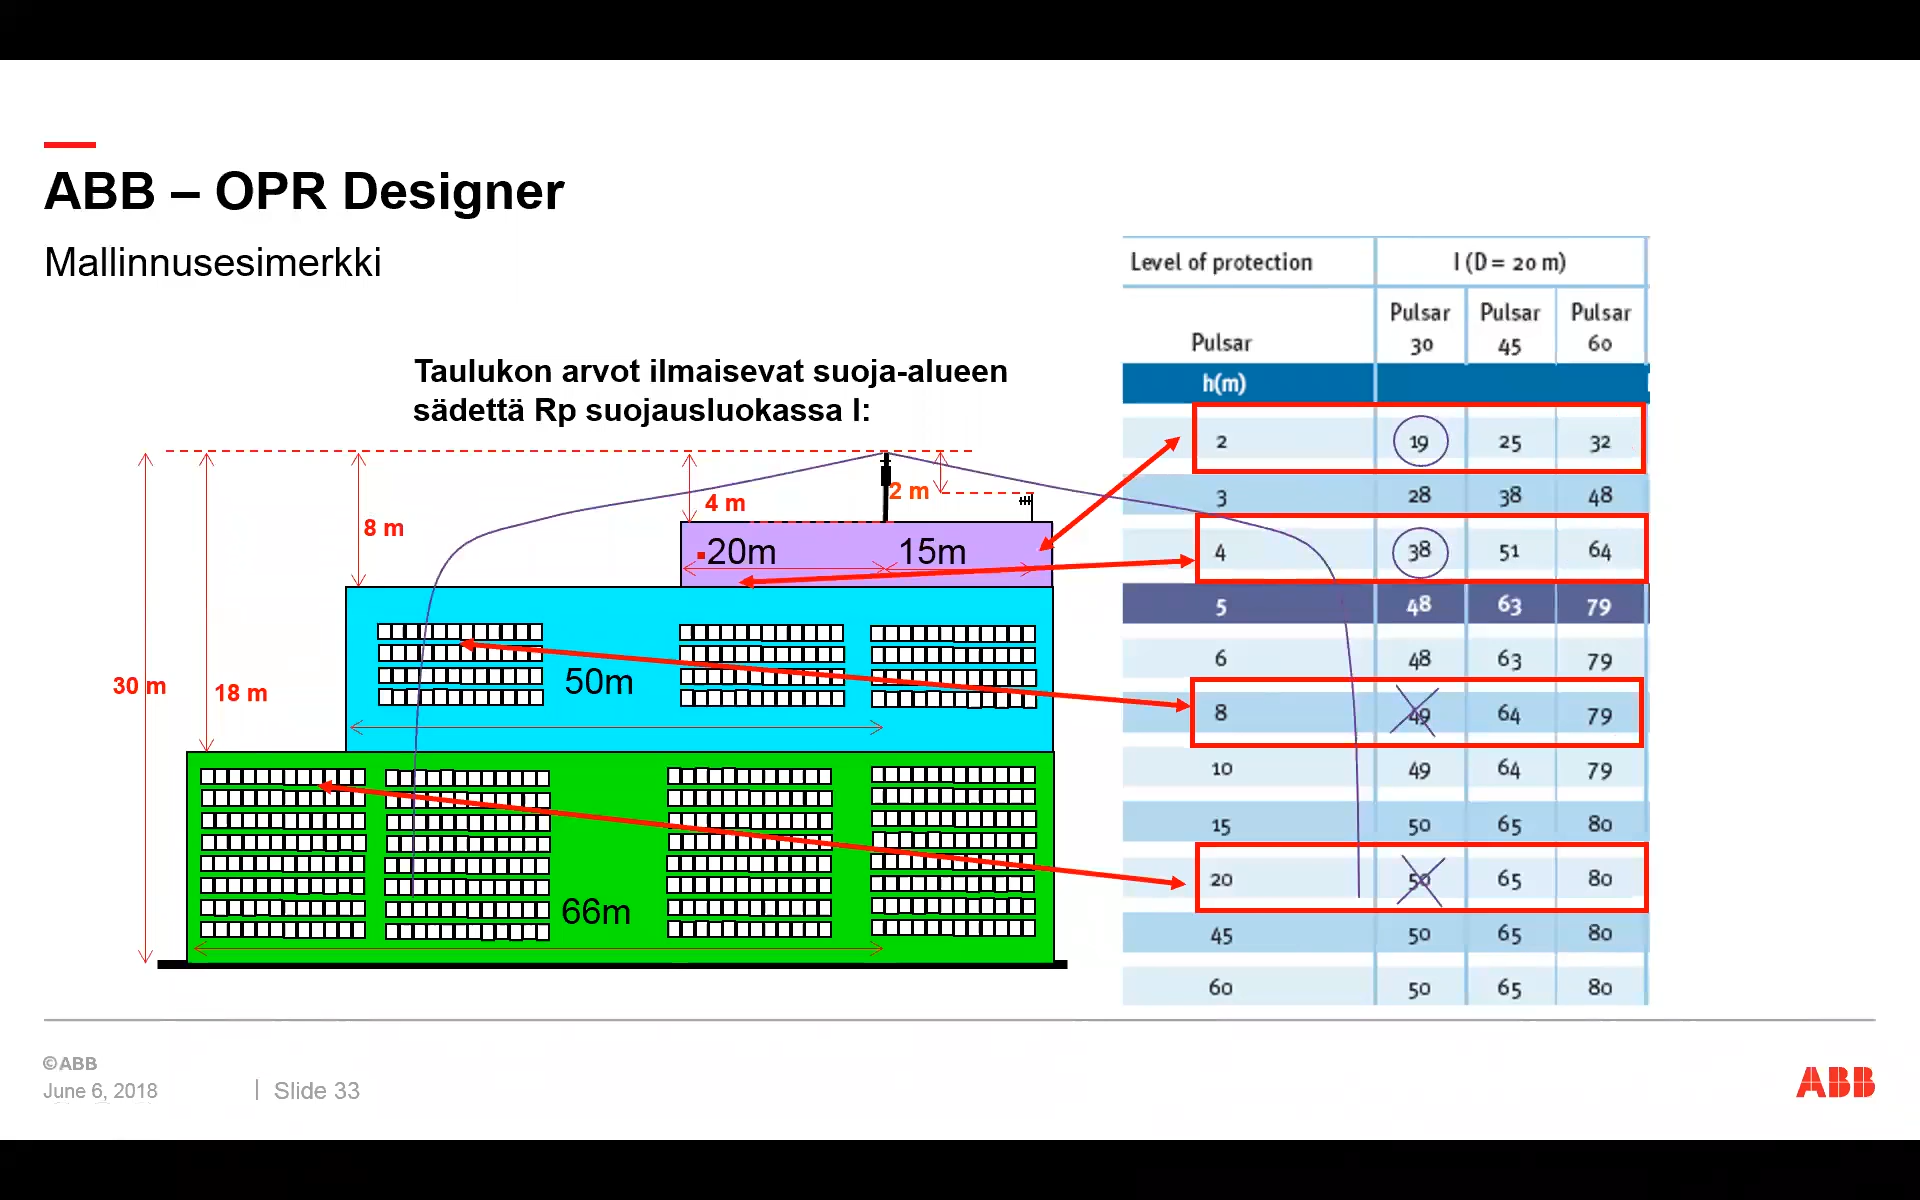 ABB – OPR Designer
Mallinnusesimerkki
Taulukon arvot ilmaisevat suoja-alueen
sädettä Rp suojausluokassa I:
2 m
4 m
8 m
20m
15m
30 m
18 m
50m
66m
Level of protection I (D = 20 m)
Pulsar Pulsar Pulsar
Pulsar 30 45 60
h(m)
2 19 25 32
3 28 38 48
4 38 51 64
5 48 63 79
6 48 63 79
8 49 64 79
10 49 64 79
15 50 65 80
20 50 65 80
45 50 65 80
60 50 65 80
©ABB
June 6, 2018 | Slide 33
ABB